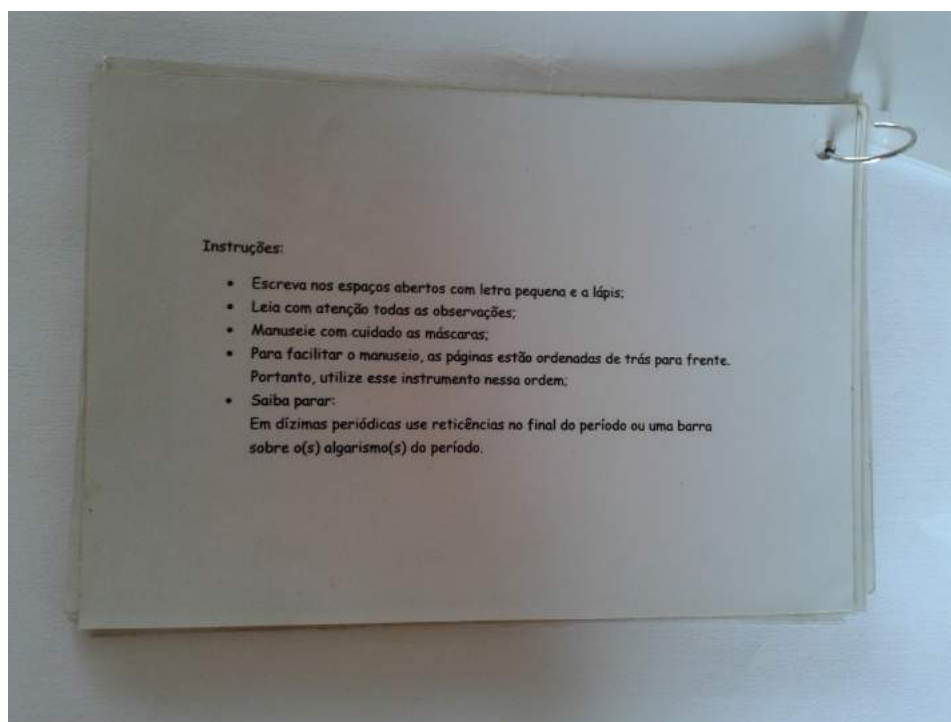 Instruções:
• Escreva nos espaços abertos com letra pequena e a lápis;
• Leia com atenção todas as observações;
• Manuseie com cuidado as máscaras;
• Para facilitar o manuseio, as páginas estão ordenadas de trás para frente.
Portanto, utilize esse instrumento nessa ordem;
• Saiba parar:
Em dízimas periódicas use reticências no final do período ou uma barra
sobre o(s) algarismo(s) do período.